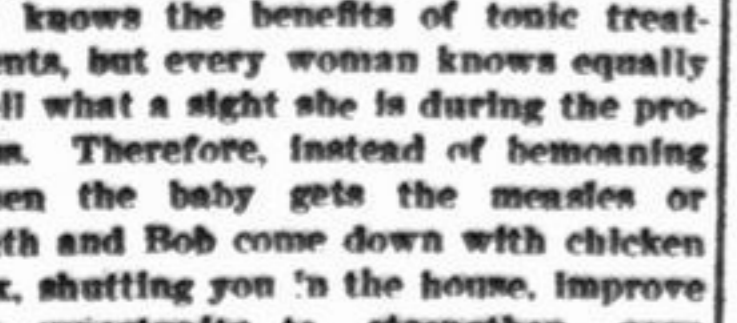 knows the benefits of tonic treat-
nts, but every woman knows equally
ll what a sight she is during the pro-
s. Therefore, instead of bemoaning
en the baby gets the measles or
th and Bob come down with chicken
x, shutting you 'n the house, improve
to